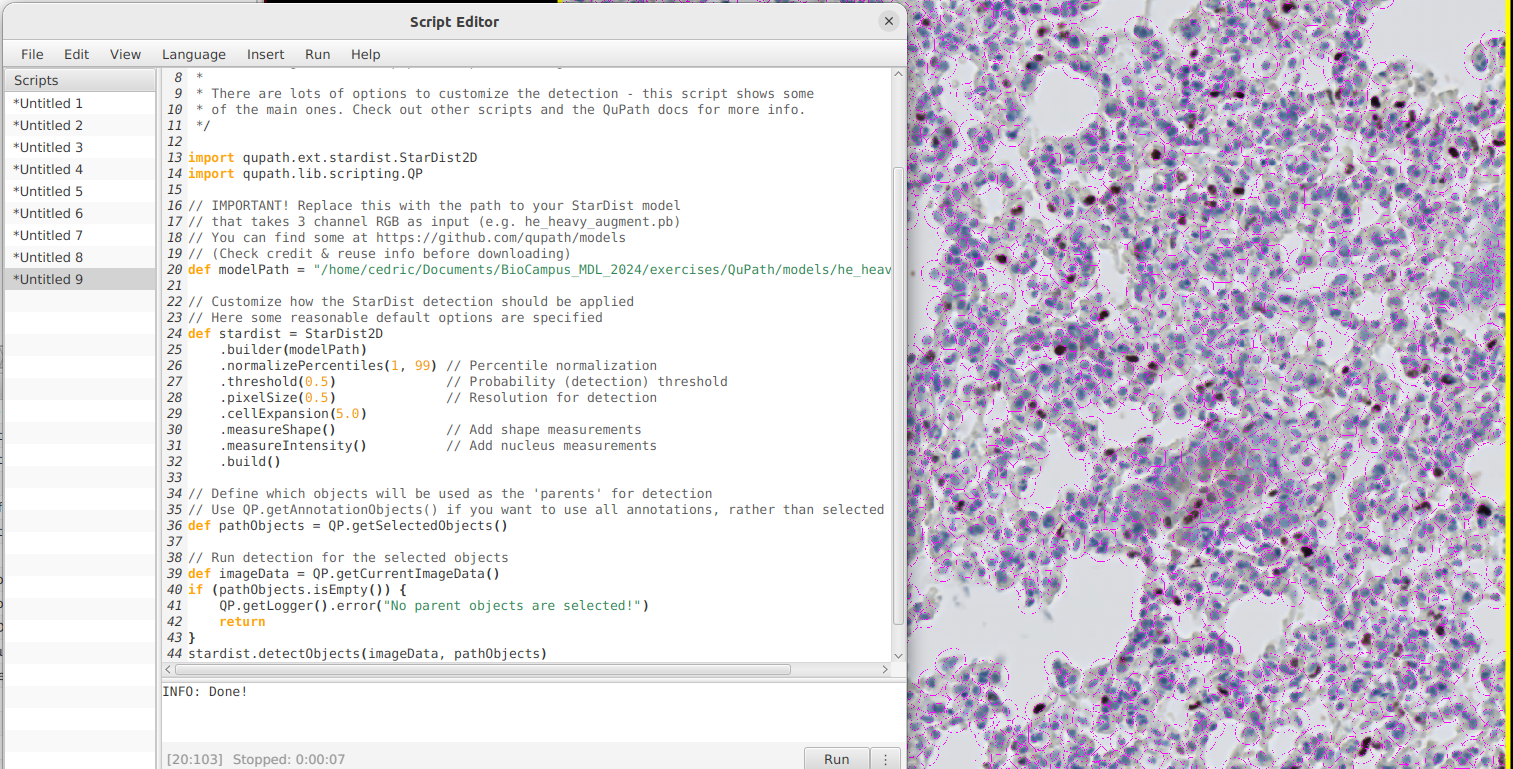 Script Editor
File Edit View Language Insert Run Help
Scripts
*Untitled 1
*Untitled 2
*Untitled 3
*Untitled 4
*Untitled 5
*Untitled 6
*Untitled 7
*Untitled 8
*Untitled 9
8 *
9 * There are lots of options to customize the detection - this script shows some
10 * of the main ones. Check out other scripts and the QuPath docs for more info.
11 */
12
13 import qupath.ext.stardist.StarDist2D
14 import qupath.lib.scripting.QP
15
16 // IMPORTANT! Replace this with the path to your StarDist model
17 // that takes 3 channel RGB as input (e.g. he_heavy_augment.pb)
18 // You can find some at https://github.com/qupath/models
19 // (Check credit & reuse info before downloading)
20 def modelPath = "/home/cedric/Documents/BioCampus_MDL_2024/exercises/QuPath/models/he_heav
21
22 // Customize how the StarDist detection should be applied
23 // Here some reasonable default options are specified
24 def stardist = StarDist2D
25 .builder(modelPath)
26 .normalizePercentiles(1, 99) // Percentile normalization
27 .threshold(0.5) // Probability (detection) threshold
28 .pixelSize(0.5) // Resolution for detection
29 .cellExpansion(5.0)
30 .measureShape() // Add shape measurements
31 .measureIntensity() // Add nucleus measurements
32 .build()
33
34 // Define which objects will be used as the 'parents' for detection
35 // Use QP.getAnnotationObjects() if you want to use all annotations, rather than selected
36 def pathObjects = QP.getSelectedObjects()
37
38 // Run detection for the selected objects
39 def imageData = QP.getCurrentImageData()
40 if (pathObjects.isEmpty()) {
41 QP.getLogger().error("No parent objects are selected!")
42 return
43 }
44 stardist.detectObjects(imageData, pathObjects)
INFO: Done!
[20:103] Stopped: 0:00:07
Run